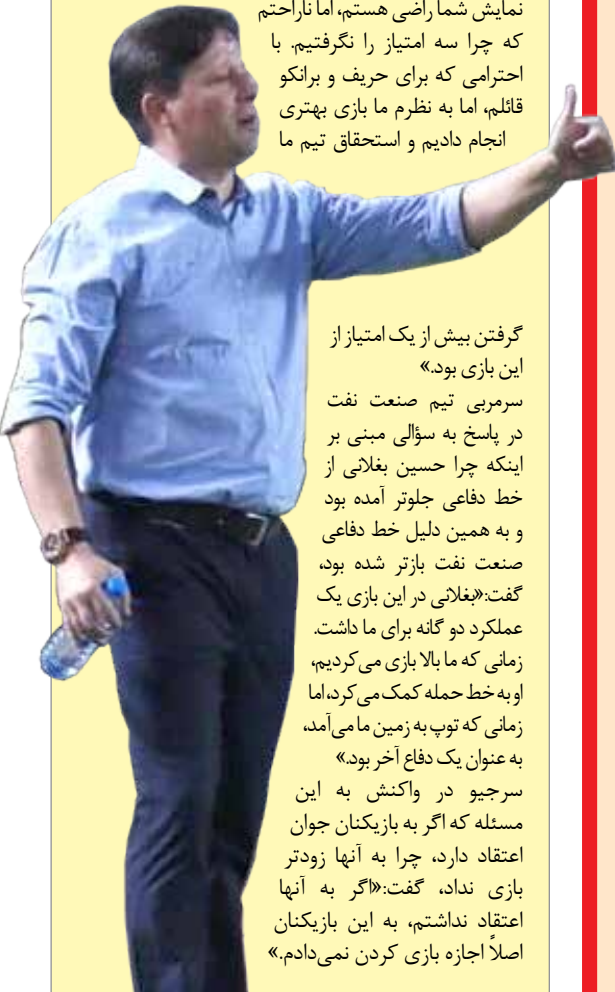 نمایش شما راضی هستم، اما ناراحتم
که چرا سه امتیاز را نگرفتیم. با
احترامی که برای حریف و برانکو
قائلم، اما به نظرم ما بازی بهتری
انجام دادیم و استحقاق تیم ما
گرفتن بیش از یک امتیاز از
این بازی بود.»
سرمربی تیم صنعت نفت
در پاسخ به سؤالی مبنی بر
اینکه چرا حسین بغلانی از
خط دفاعی جلوتر آمده بود
و به همین دلیل خط دفاعی
صنعت نفت بازتر شده بود،
گفت:«بغلانی در این بازی یک
عملکرد دو گانه برای ما داشت.
زمانی که ما بالا بازی می‌کردیم،
او به خط حمله کمک می‌کرد، اما
زمانی که توپ به زمین ما می‌آمد،
به عنوان یک دفاع آخر بود.»
سرجیو در واکنش به این
مسئله که اگر به بازیکنان جوان
اعتقاد دارد، چرا به آنها زودتر
بازی نداد، گفت:«اگر به آنها
اعتقاد نداشتم، به این بازیکنان
اصلاً اجازه بازی کردن نمی‌دادم.»